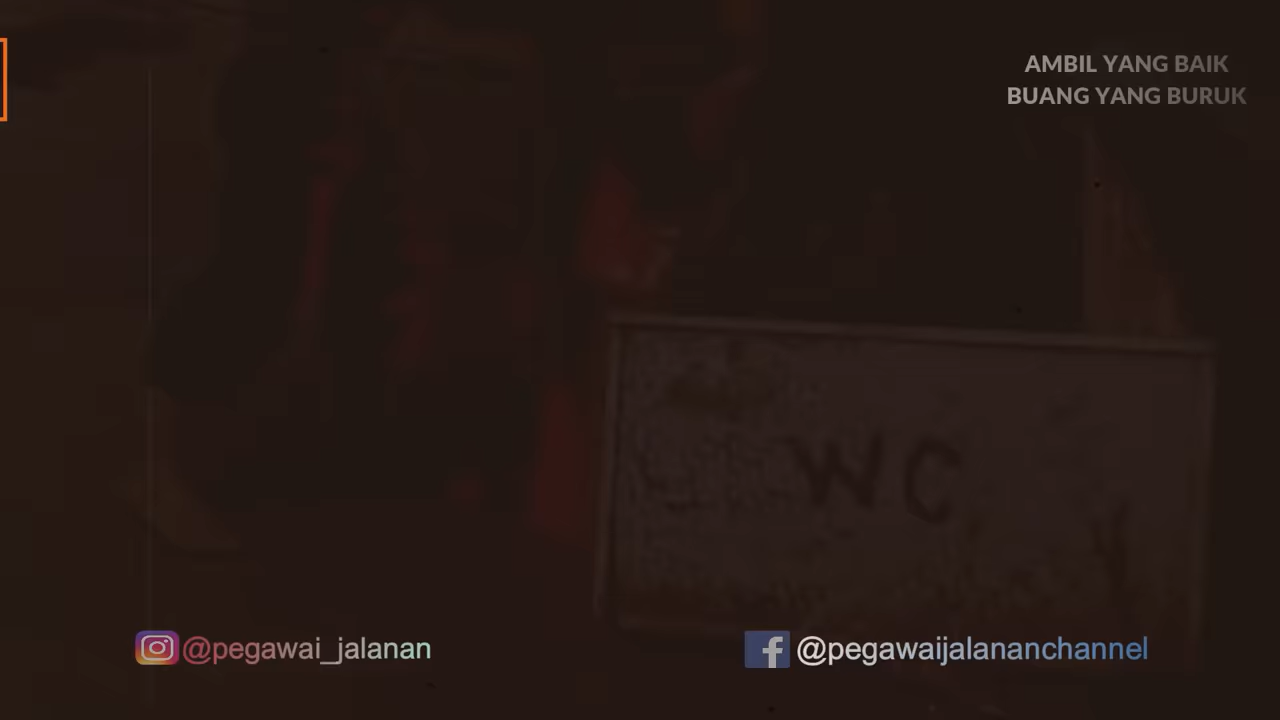 AMBIL YANG BAIK
BUANG YANG BURUK
WC
@pegawai_jalanan
@pegawaijalananchannel